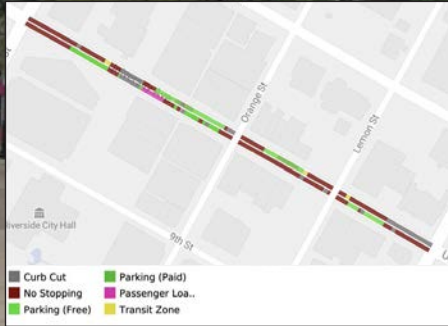 St
Orange St
Lemon St
Riverside City Hall
9th St
U
Curb Cut
Parking (Paid)
No Stopping
Passenger Loa..
Parking (Free)
Transit Zone